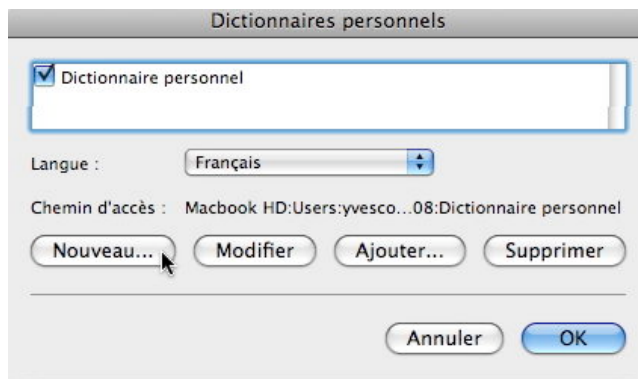 Dictionnaires personnels
Dictionnaire personnel
Langue : Français
Chemin d'accès : Macbook HD:Users:yvesco...08:Dictionnaire personnel
Nouveau... Modifier Ajouter... Supprimer
Annuler OK